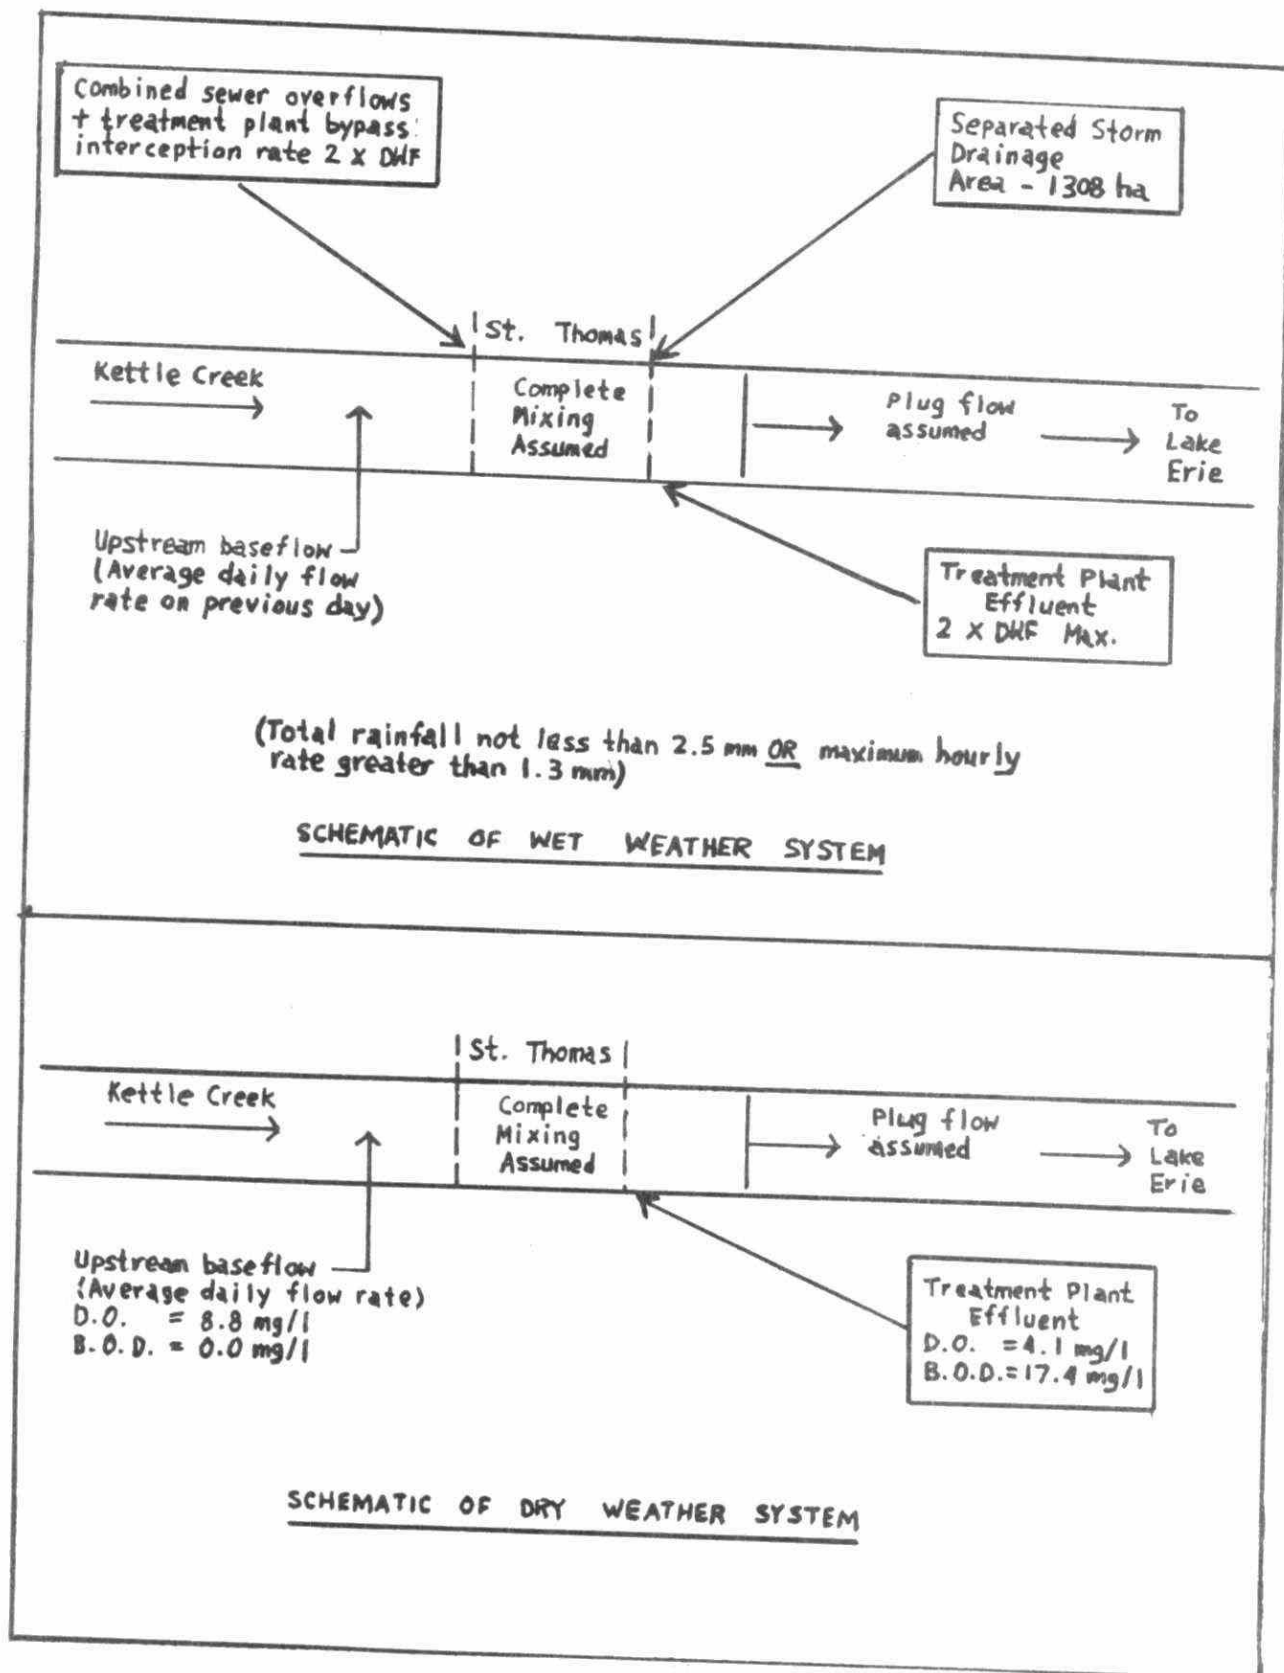 Combined sewer overflows
+ treatment plant bypass:
interception rate 2 x DWF
Separated Storm
Drainage
Area - 1308 ha
St. Thomas
Kettle Creek
Complete
Mixing
Assumed
Plug flow
assumed
To
Lake
Erie
Upstream baseflow
(Average daily flow
rate on previous day)
Treatment Plant
Effluent
2 X DWF Max.
(Total rainfall not less than 2.5 mm OR maximum hourly
rate greater than 1.3 mm)
SCHEMATIC OF WET WEATHER SYSTEM
St. Thomas
Kettle Creek
Complete
Mixing
Assumed
Plug flow
assumed
To
Lake
Erie
Upstream baseflow
(Average daily flow rate)
D.O. = 8.8 mg/l
B.O.D. = 0.0 mg/l
Treatment Plant
Effluent
D.O. = 4.1 mg/l
B.O.D. = 17.4 mg/l
SCHEMATIC OF DRY WEATHER SYSTEM